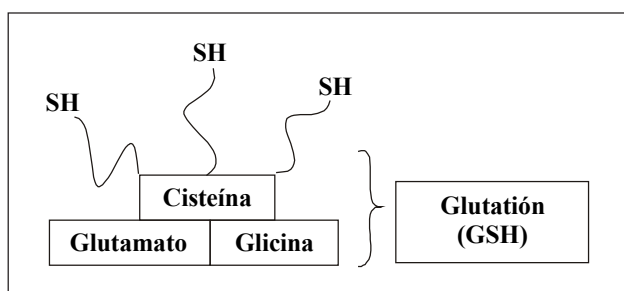 SH
SH
SH
Cisteína
Glutamato
Glicina
Glutatión
(GSH)